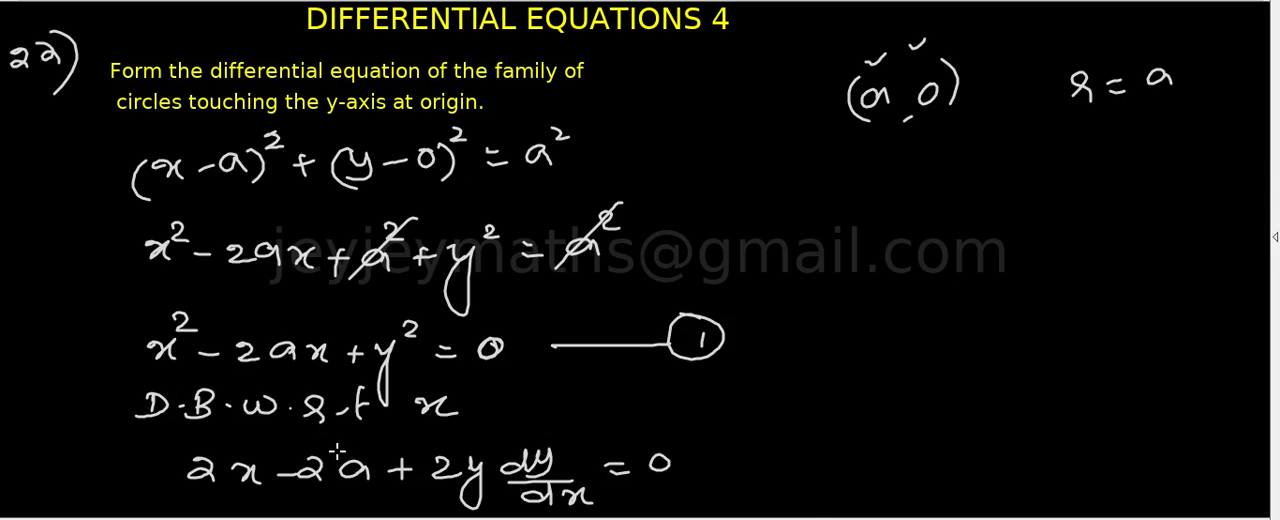 DIFFERENTIAL EQUATIONS 4
22)
Form the differential equation of the family of
circles touching the y-axis at origin.
(a, 0) r = a
(x - a)² + (y - 0)² = a²
x² - 2ax + a² + y² = a²
jeyjeymaths@gmail.com
x² - 2ax + y² = 0 ——— 1
D.B.w.r.t x
2x - 2a + 2y dy/dx = 0